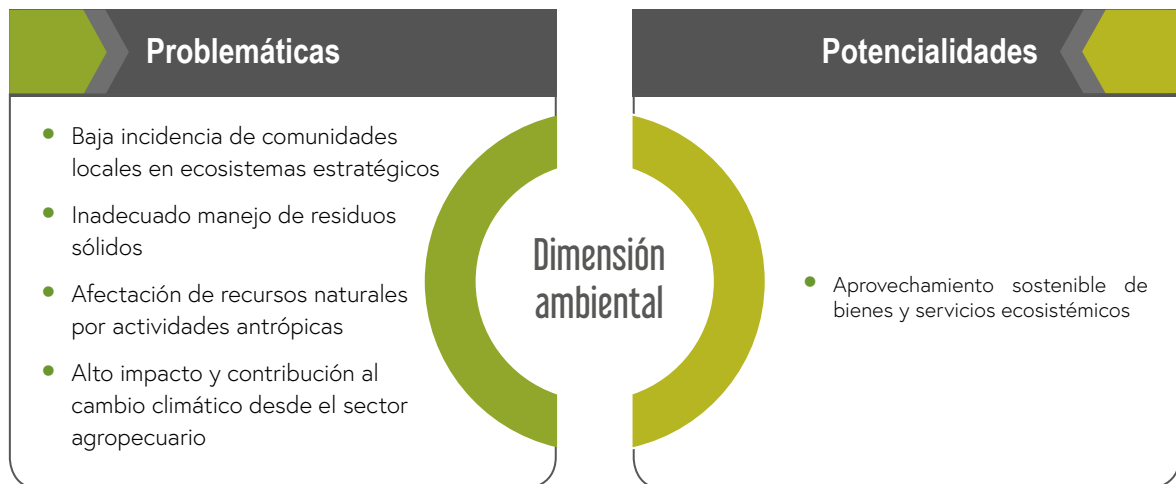 Problemáticas
Baja incidencia de comunidades
locales en ecosistemas estratégicos
Inadecuado manejo de residuos
sólidos
Afectación de recursos naturales
por actividades antrópicas
Alto impacto y contribución al
cambio climático desde el sector
agropecuario
Dimensión
ambiental
Potencialidades
Aprovechamiento sostenible de
bienes y servicios ecosistémicos